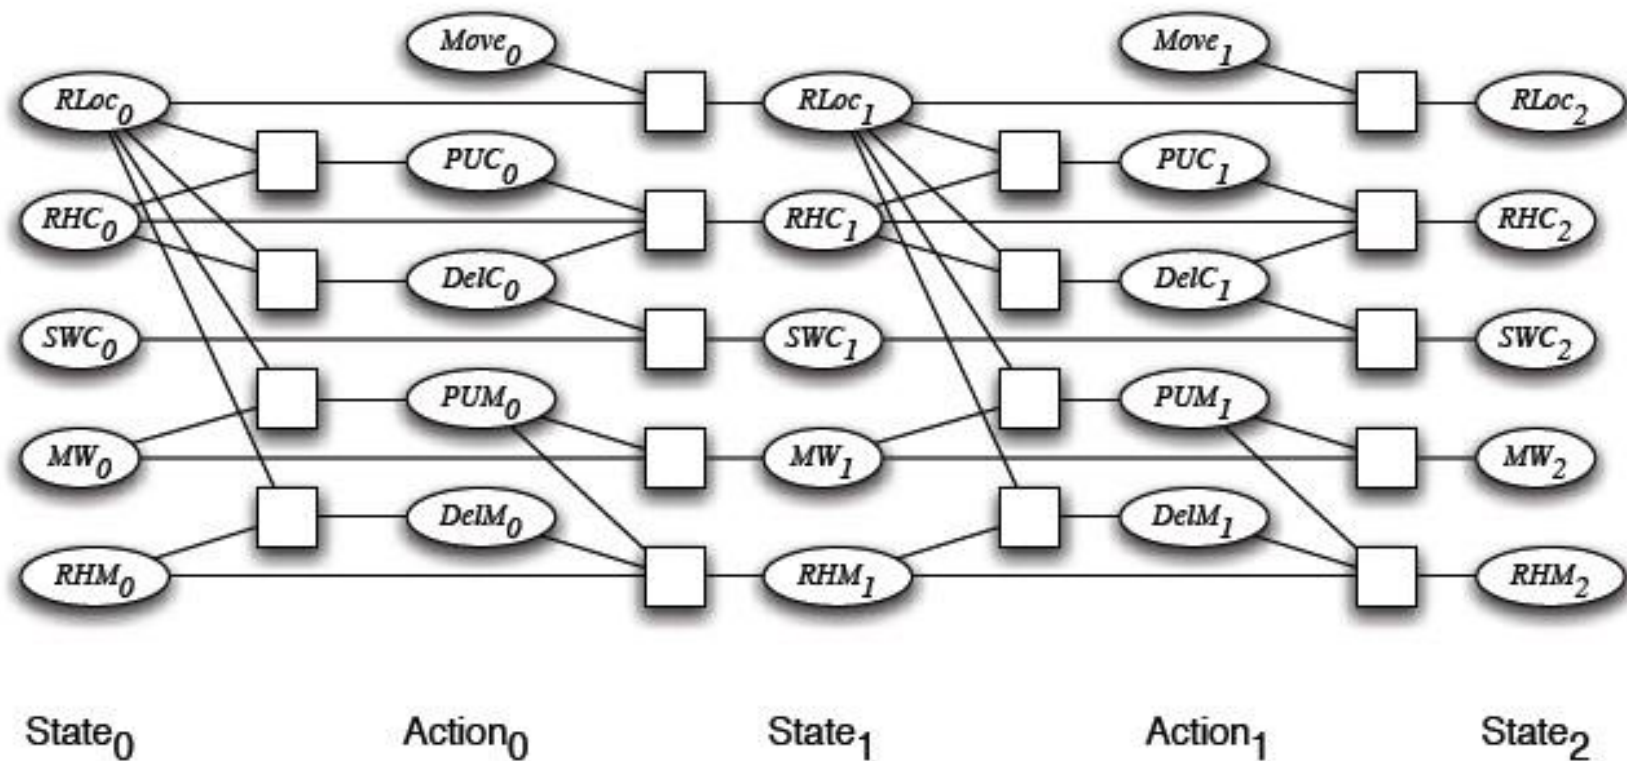 Move₀ Move₁
RLoc₀ RLoc₁ RLoc₂
PUC₀ PUC₁
RHC₀ RHC₁ RHC₂
DelC₀ DelC₁
SWC₀ SWC₁ SWC₂
PUM₀ PUM₁
MW₀ MW₁ MW₂
DelM₀ DelM₁
RHM₀ RHM₁ RHM₂
State₀ Action₀ State₁ Action₁ State₂